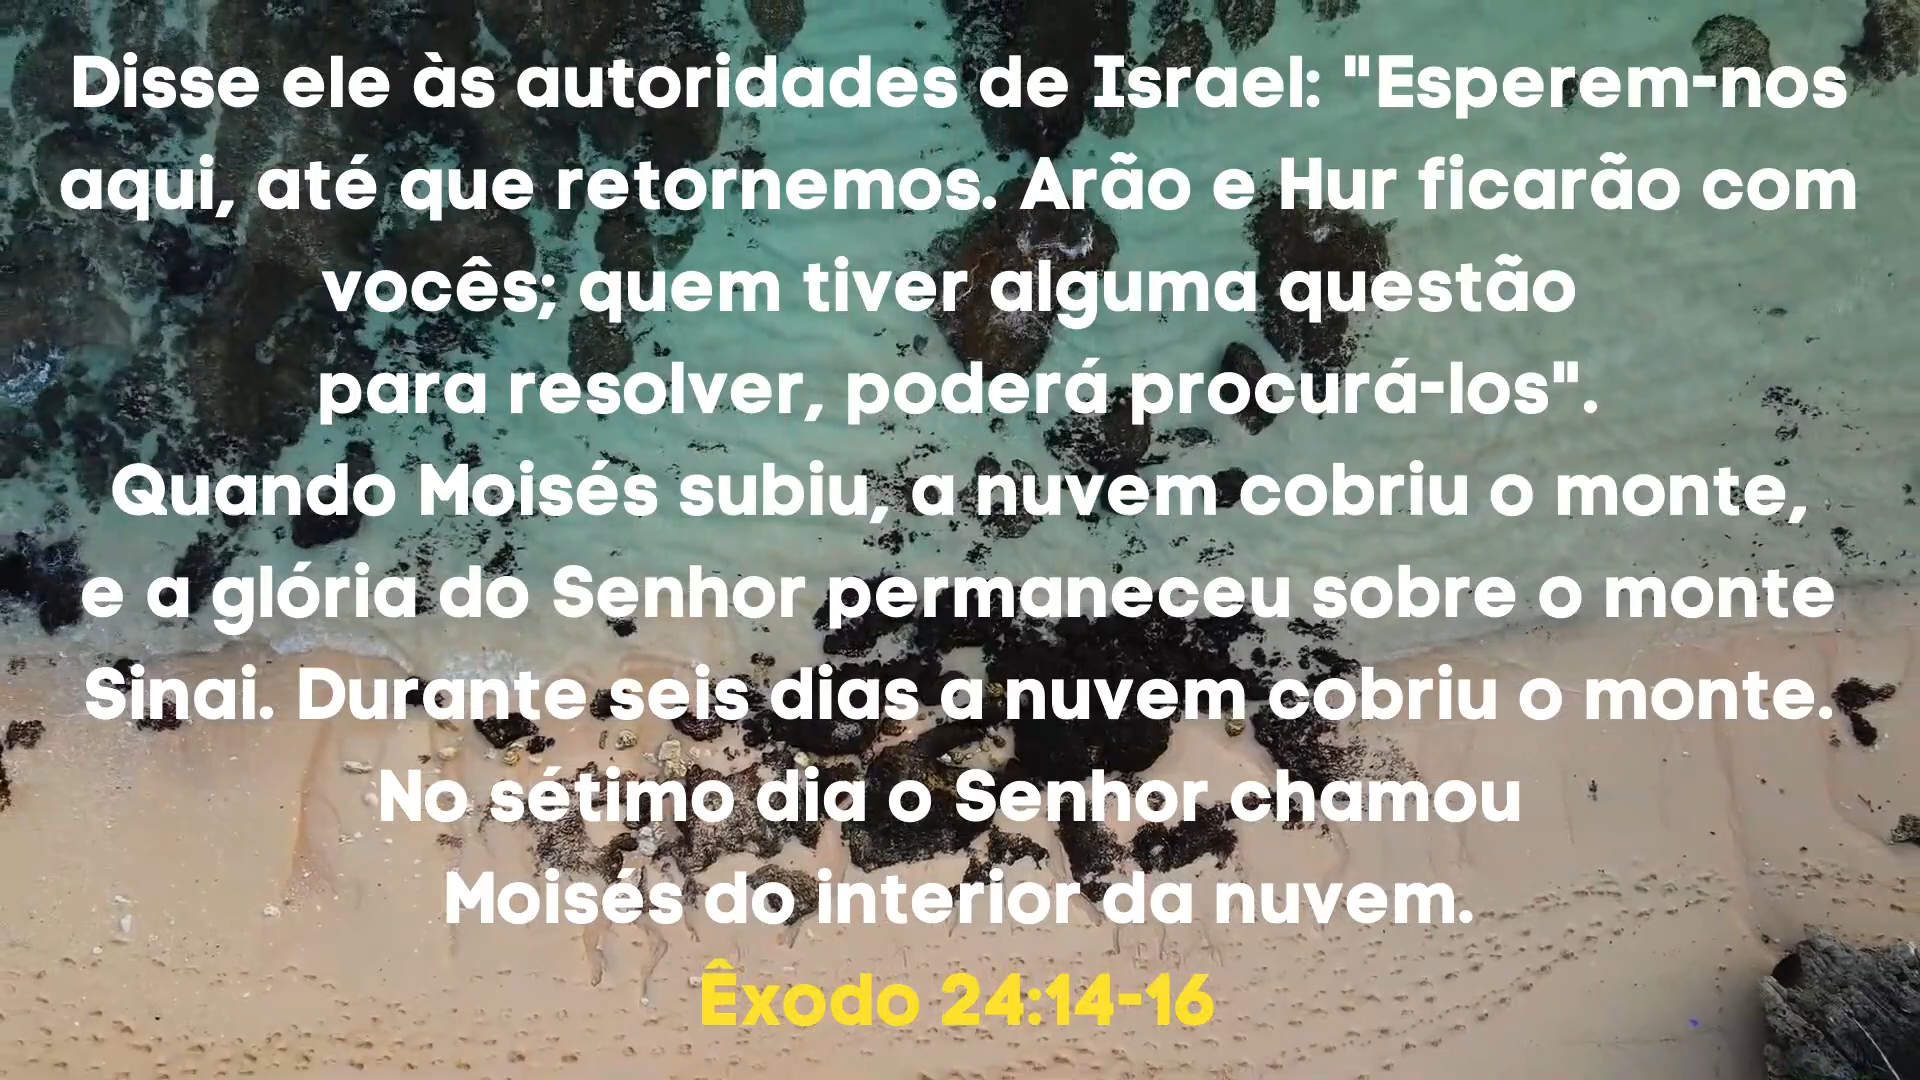 Disse ele às autoridades de Israel: "Esperem-nos
aqui, até que retornemos. Arão e Hur ficarão com
vocês; quem tiver alguma questão
para resolver, poderá procurá-los".
Quando Moisés subiu, a nuvem cobriu o monte,
e a glória do Senhor permaneceu sobre o monte
Sinai. Durante seis dias a nuvem cobriu o monte.
No sétimo dia o Senhor chamou
Moisés do interior da nuvem.
Êxodo 24:14-16